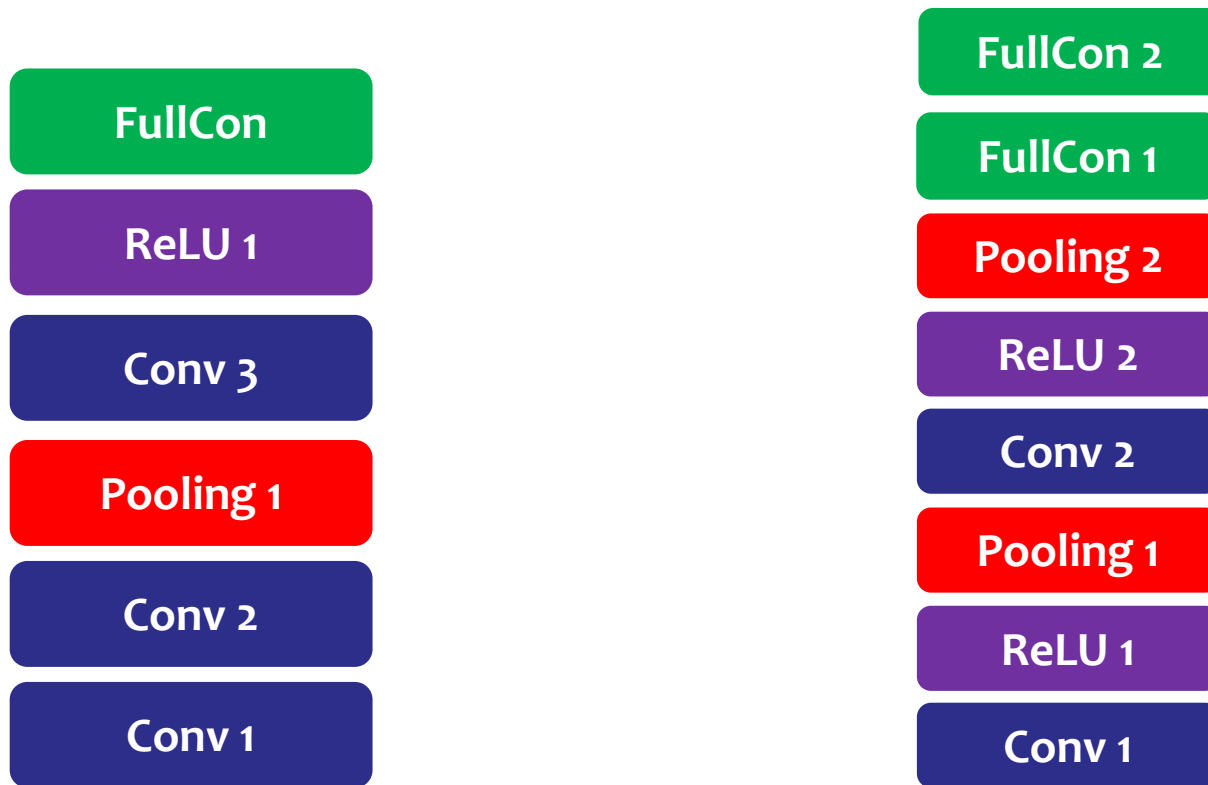 FullCon
ReLU 1
Conv 3
Pooling 1
Conv 2
Conv 1
FullCon 2
FullCon 1
Pooling 2
ReLU 2
Conv 2
Pooling 1
ReLU 1
Conv 1